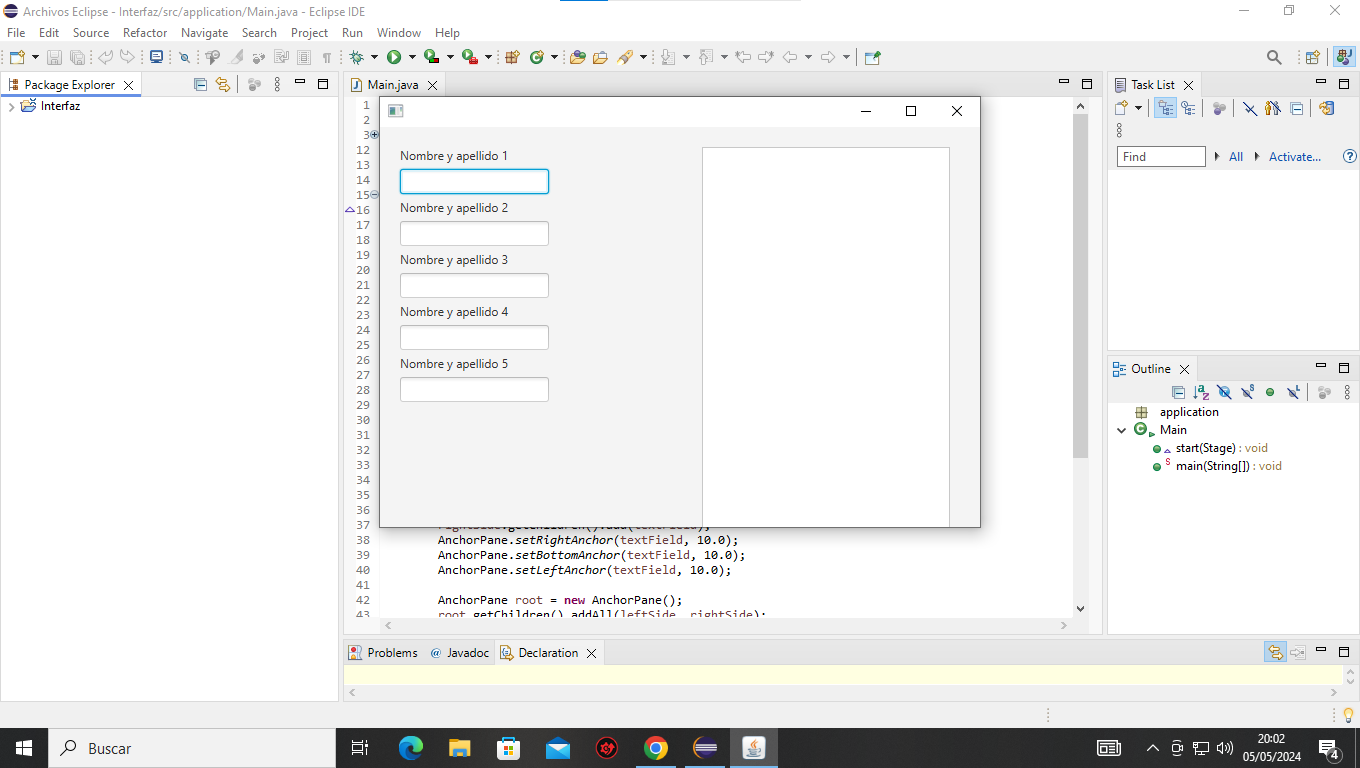 Archivos Eclipse - Interfaz/src/application/Main.java - Eclipse IDE
File Edit Source Refactor Navigate Search Project Run Window Help
Package Explorer
Interfaz
Main.java
1
2
3
12
13
14
15
16
17
18
19
20
21
22
23
24
25
26
27
28
29
30
31
32
33
34
35
36
37 rightSide.getChildren().add(textField);
38 AnchorPane.setRightAnchor(textField, 10.0);
39 AnchorPane.setBottomAnchor(textField, 10.0);
40 AnchorPane.setLeftAnchor(textField, 10.0);
41
42 AnchorPane root = new AnchorPane();
43 root.getChildren().addAll(leftSide, rightSide);
Nombre y apellido 1
Nombre y apellido 2
Nombre y apellido 3
Nombre y apellido 4
Nombre y apellido 5
Task List
Find All Activate...
Outline
application
Main
start(Stage) : void
main(String[]) : void
Problems @ Javadoc Declaration
Buscar
20:02
05/05/2024
4